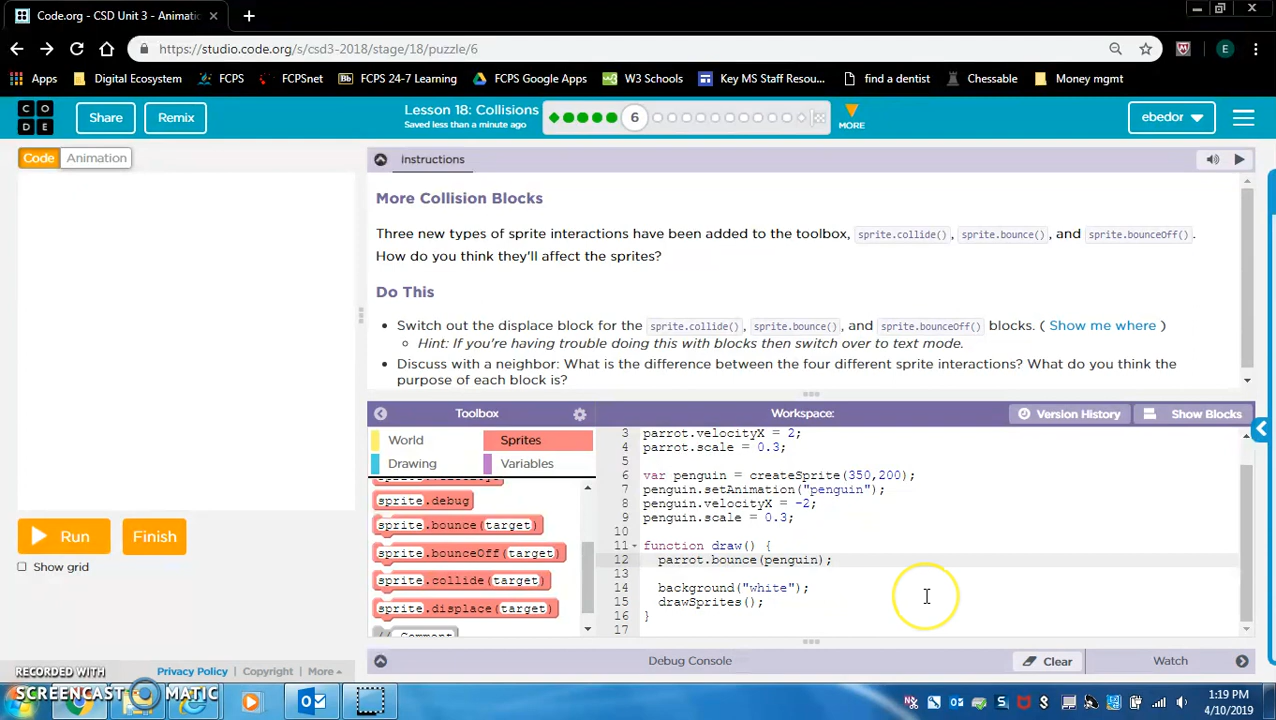 Code.org - CSD Unit 3 - Animatio
https://studio.code.org/s/csd3-2018/stage/18/puzzle/6
E
Apps Digital Ecosystem FCPS FCPSnet Bb FCPS 24-7 Learning FCPS Google Apps W3 Schools Key MS Staff Resou... find a dentist Chessable Money mgmt
C O D E Share Remix Lesson 18: Collisions 6 MORE ebedor
Saved less than a minute ago
Code Animation Instructions
More Collision Blocks
Three new types of sprite interactions have been added to the toolbox, sprite.collide(), sprite.bounce(), and sprite.bounceOff().
How do you think they'll affect the sprites?
Do This
• Switch out the displace block for the sprite.collide(), sprite.bounce(), and sprite.bounceOff() blocks. ( Show me where )
Hint: If you're having trouble doing this with blocks then switch over to text mode.
• Discuss with a neighbor: What is the difference between the four different sprite interactions? What do you think the
purpose of each block is?
Toolbox Workspace: Version History Show Blocks
World Sprites
Drawing Variables
sprite.debug
sprite.bounce(target)
sprite.bounceOff(target)
sprite.collide(target)
sprite.displace(target)
// Comment
3 parrot.velocityX = 2;
4 parrot.scale = 0.3;
5
6 var penguin = createSprite(350,200);
7 penguin.setAnimation("penguin");
8 penguin.velocityX = -2;
9 penguin.scale = 0.3;
10
11 function draw() {
12 parrot.bounce(penguin);
13
14 background("white");
15 drawSprites();
16 }
17
Run Finish
Show grid
Debug Console Clear Watch
Privacy Policy | Copyright | More
RECORDED WITH
SCREENCAST MATIC
1:19 PM
4/10/2019